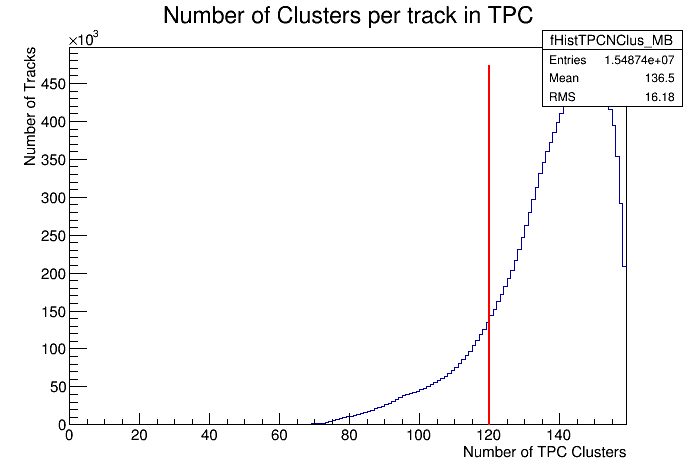 Number of Clusters per track in TPC
×10³
fHistTPCNClus_MB
Entries 1.54874e+07
Mean 136.5
RMS 16.18
Number of Tracks
450
400
350
300
250
200
150
100
50
0
0 20 40 60 80 100 120 140
Number of TPC Clusters